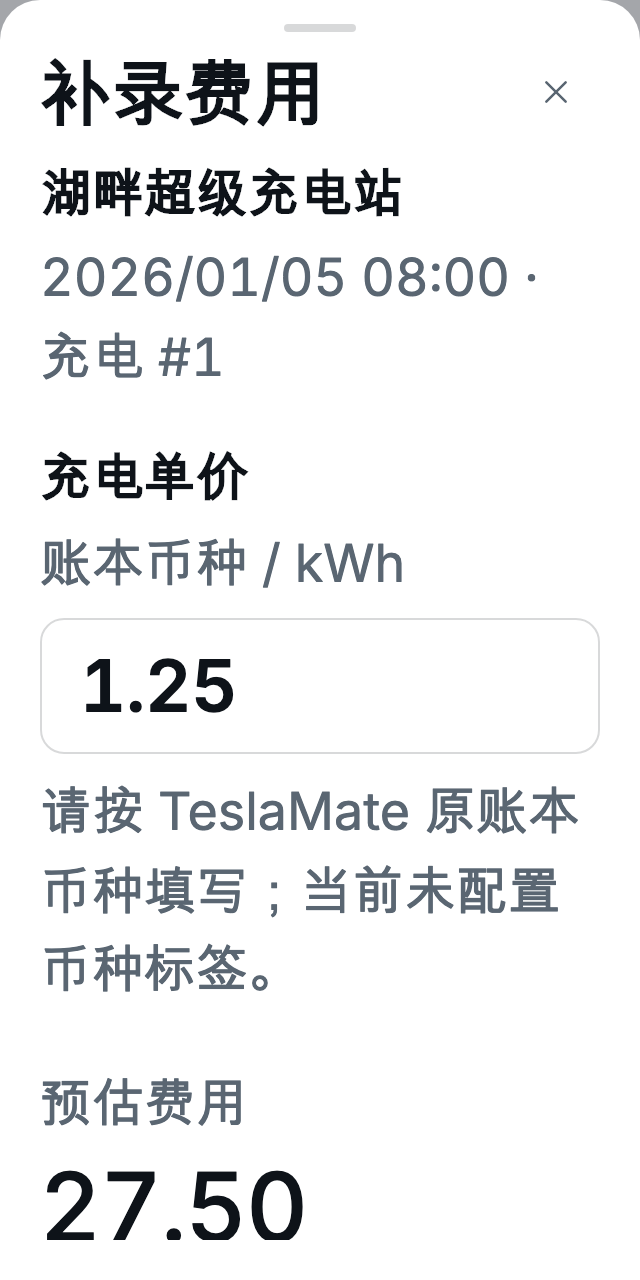 补录费用
湖畔超级充电站
2026/01/05 08:00 ·
充电 #1
充电单价
账本币种 / kWh
1.25
请按 TeslaMate 原账本
币种填写；当前未配置
币种标签。
预估费用
27.50